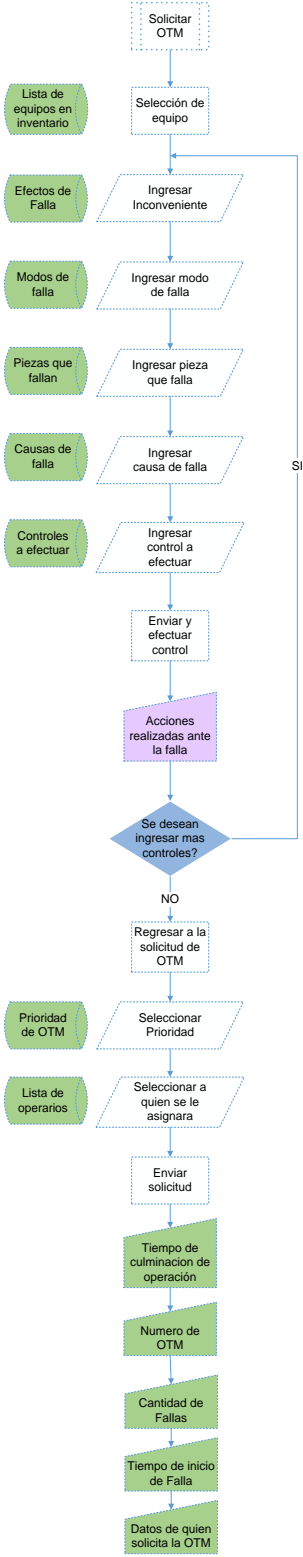 Solicitar
OTM
Lista de
equipos en
inventario
Selección de
equipo
Efectos de
Falla
Ingresar
Inconveniente
Modos de
falla
Ingresar modo
de falla
Piezas que
fallan
Ingresar pieza
que falla
Causas de
falla
Ingresar
causa de falla
SI
Controles
a efectuar
Ingresar
control a
efectuar
Enviar y
efectuar
control
Acciones
realizadas ante
la falla
Se desean
ingresar mas
controles?
NO
Regresar a la
solicitud de
OTM
Prioridad
de OTM
Seleccionar
Prioridad
Lista de
operarios
Seleccionar a
quien se le
asignara
Enviar
solicitud
Tiempo de
culminacion de
operación
Numero de
OTM
Cantidad de
Fallas
Tiempo de inicio
de Falla
Datos de quien
solicita la OTM